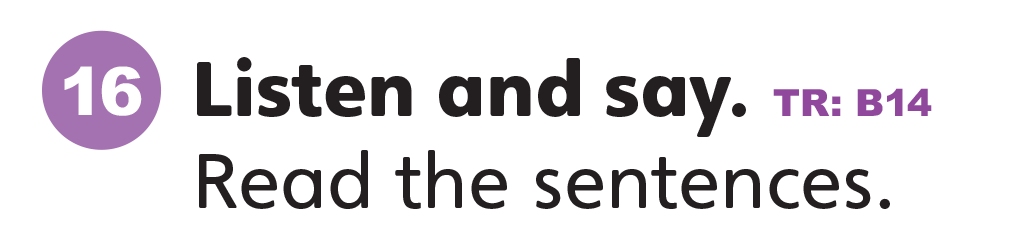 16 Listen and say. TR: B14
Read the sentences.